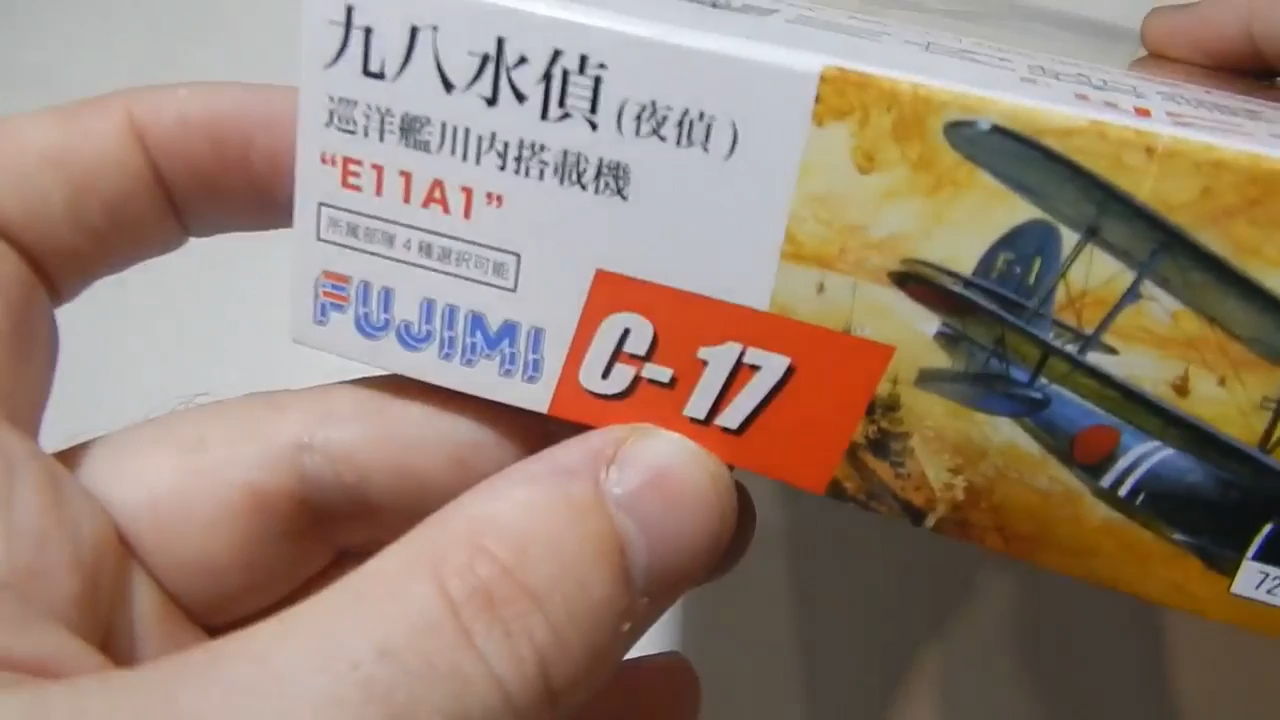 九八水偵(夜偵)
巡洋艦川内搭載機
“E11A1”
所属部隊4種選択可能
FUJIMI
C-17
F-1
72